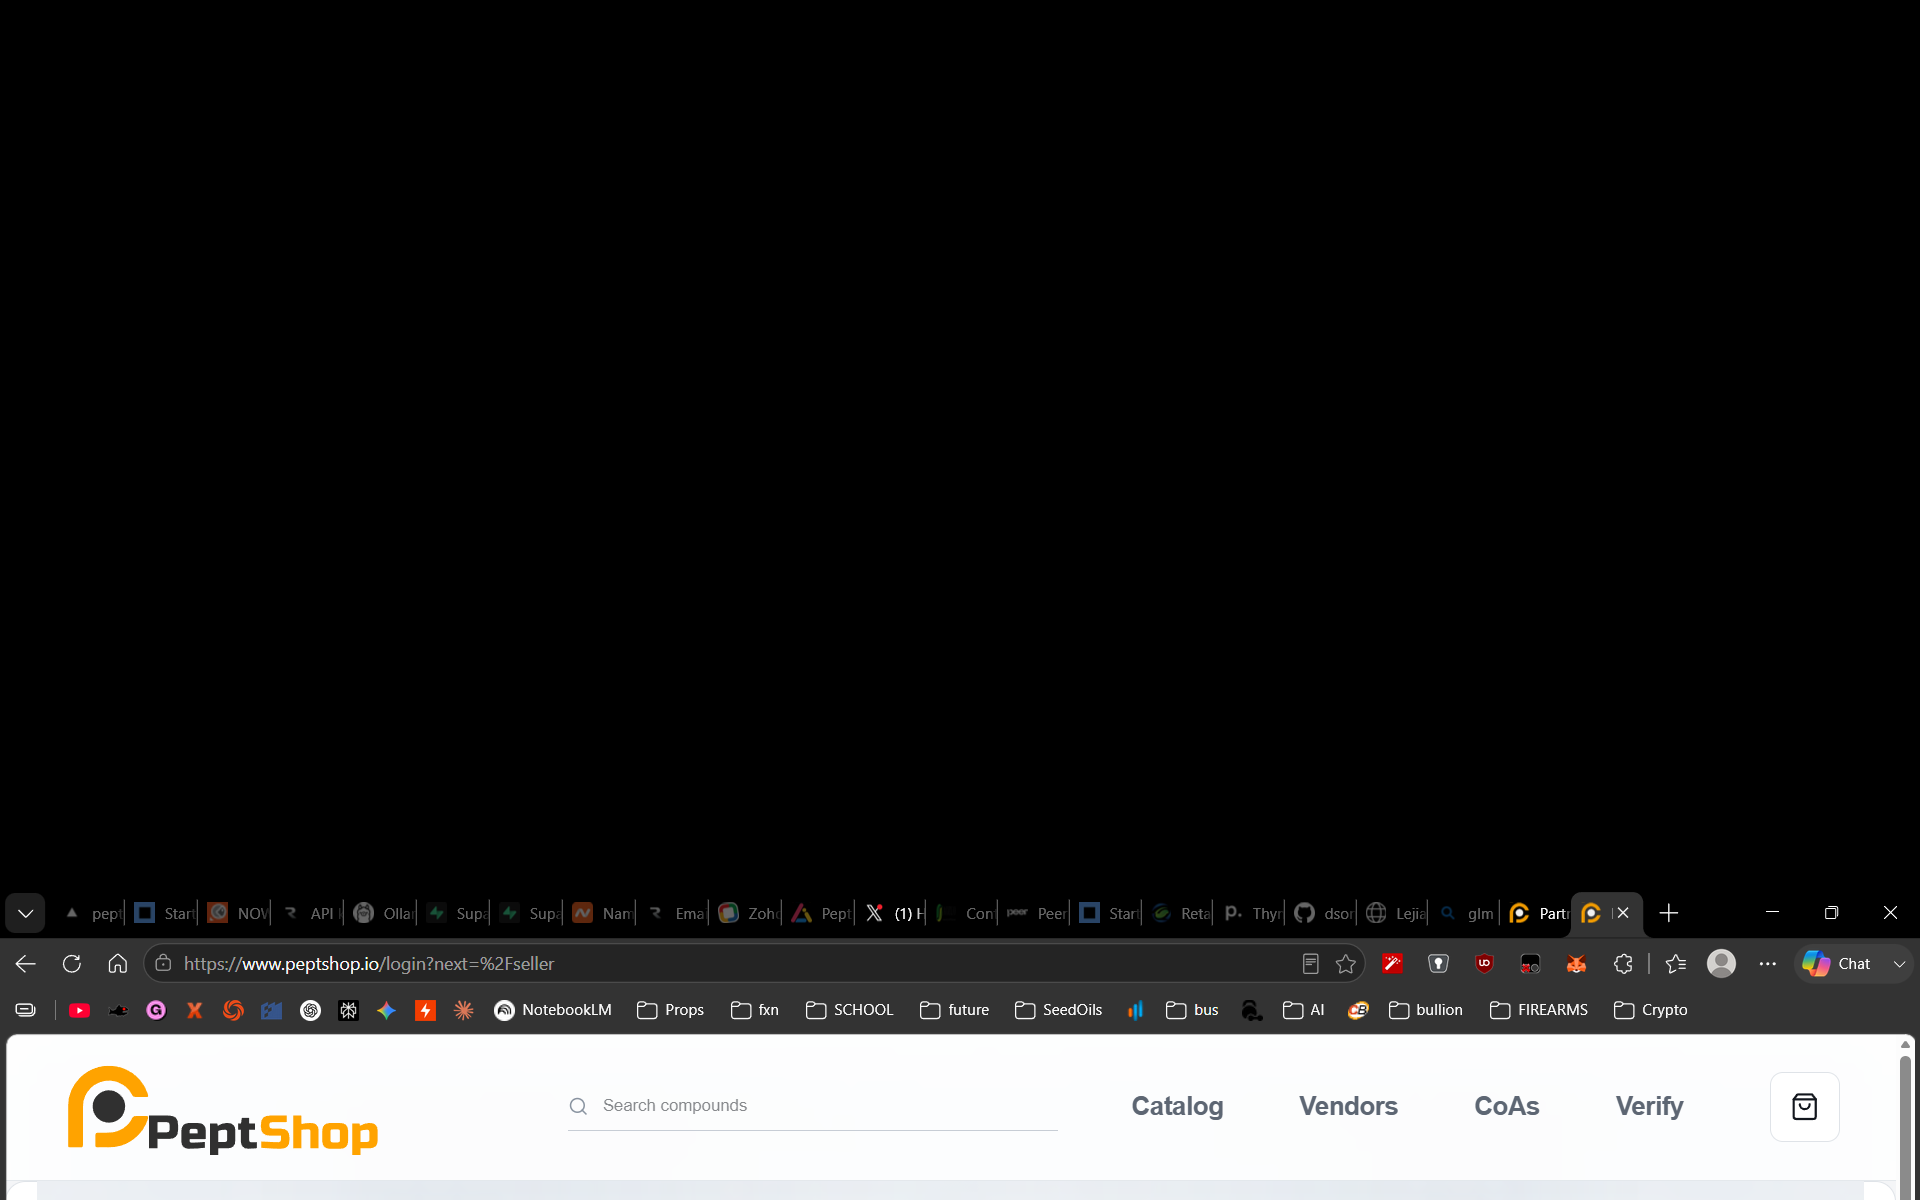 pept Start NOV API Ollar Supa Supa Nam Ema Zoho Pept (1) Con peer Peer Start Reta p. Thyr dsor Lejia glm Part
https://www.peptshop.io/login?next=%2Fseller Chat
NotebookLM Props fxn SCHOOL future SeedOils bus AI bullion FIREARMS Crypto
PeptShop Search compounds Catalog Vendors CoAs Verify